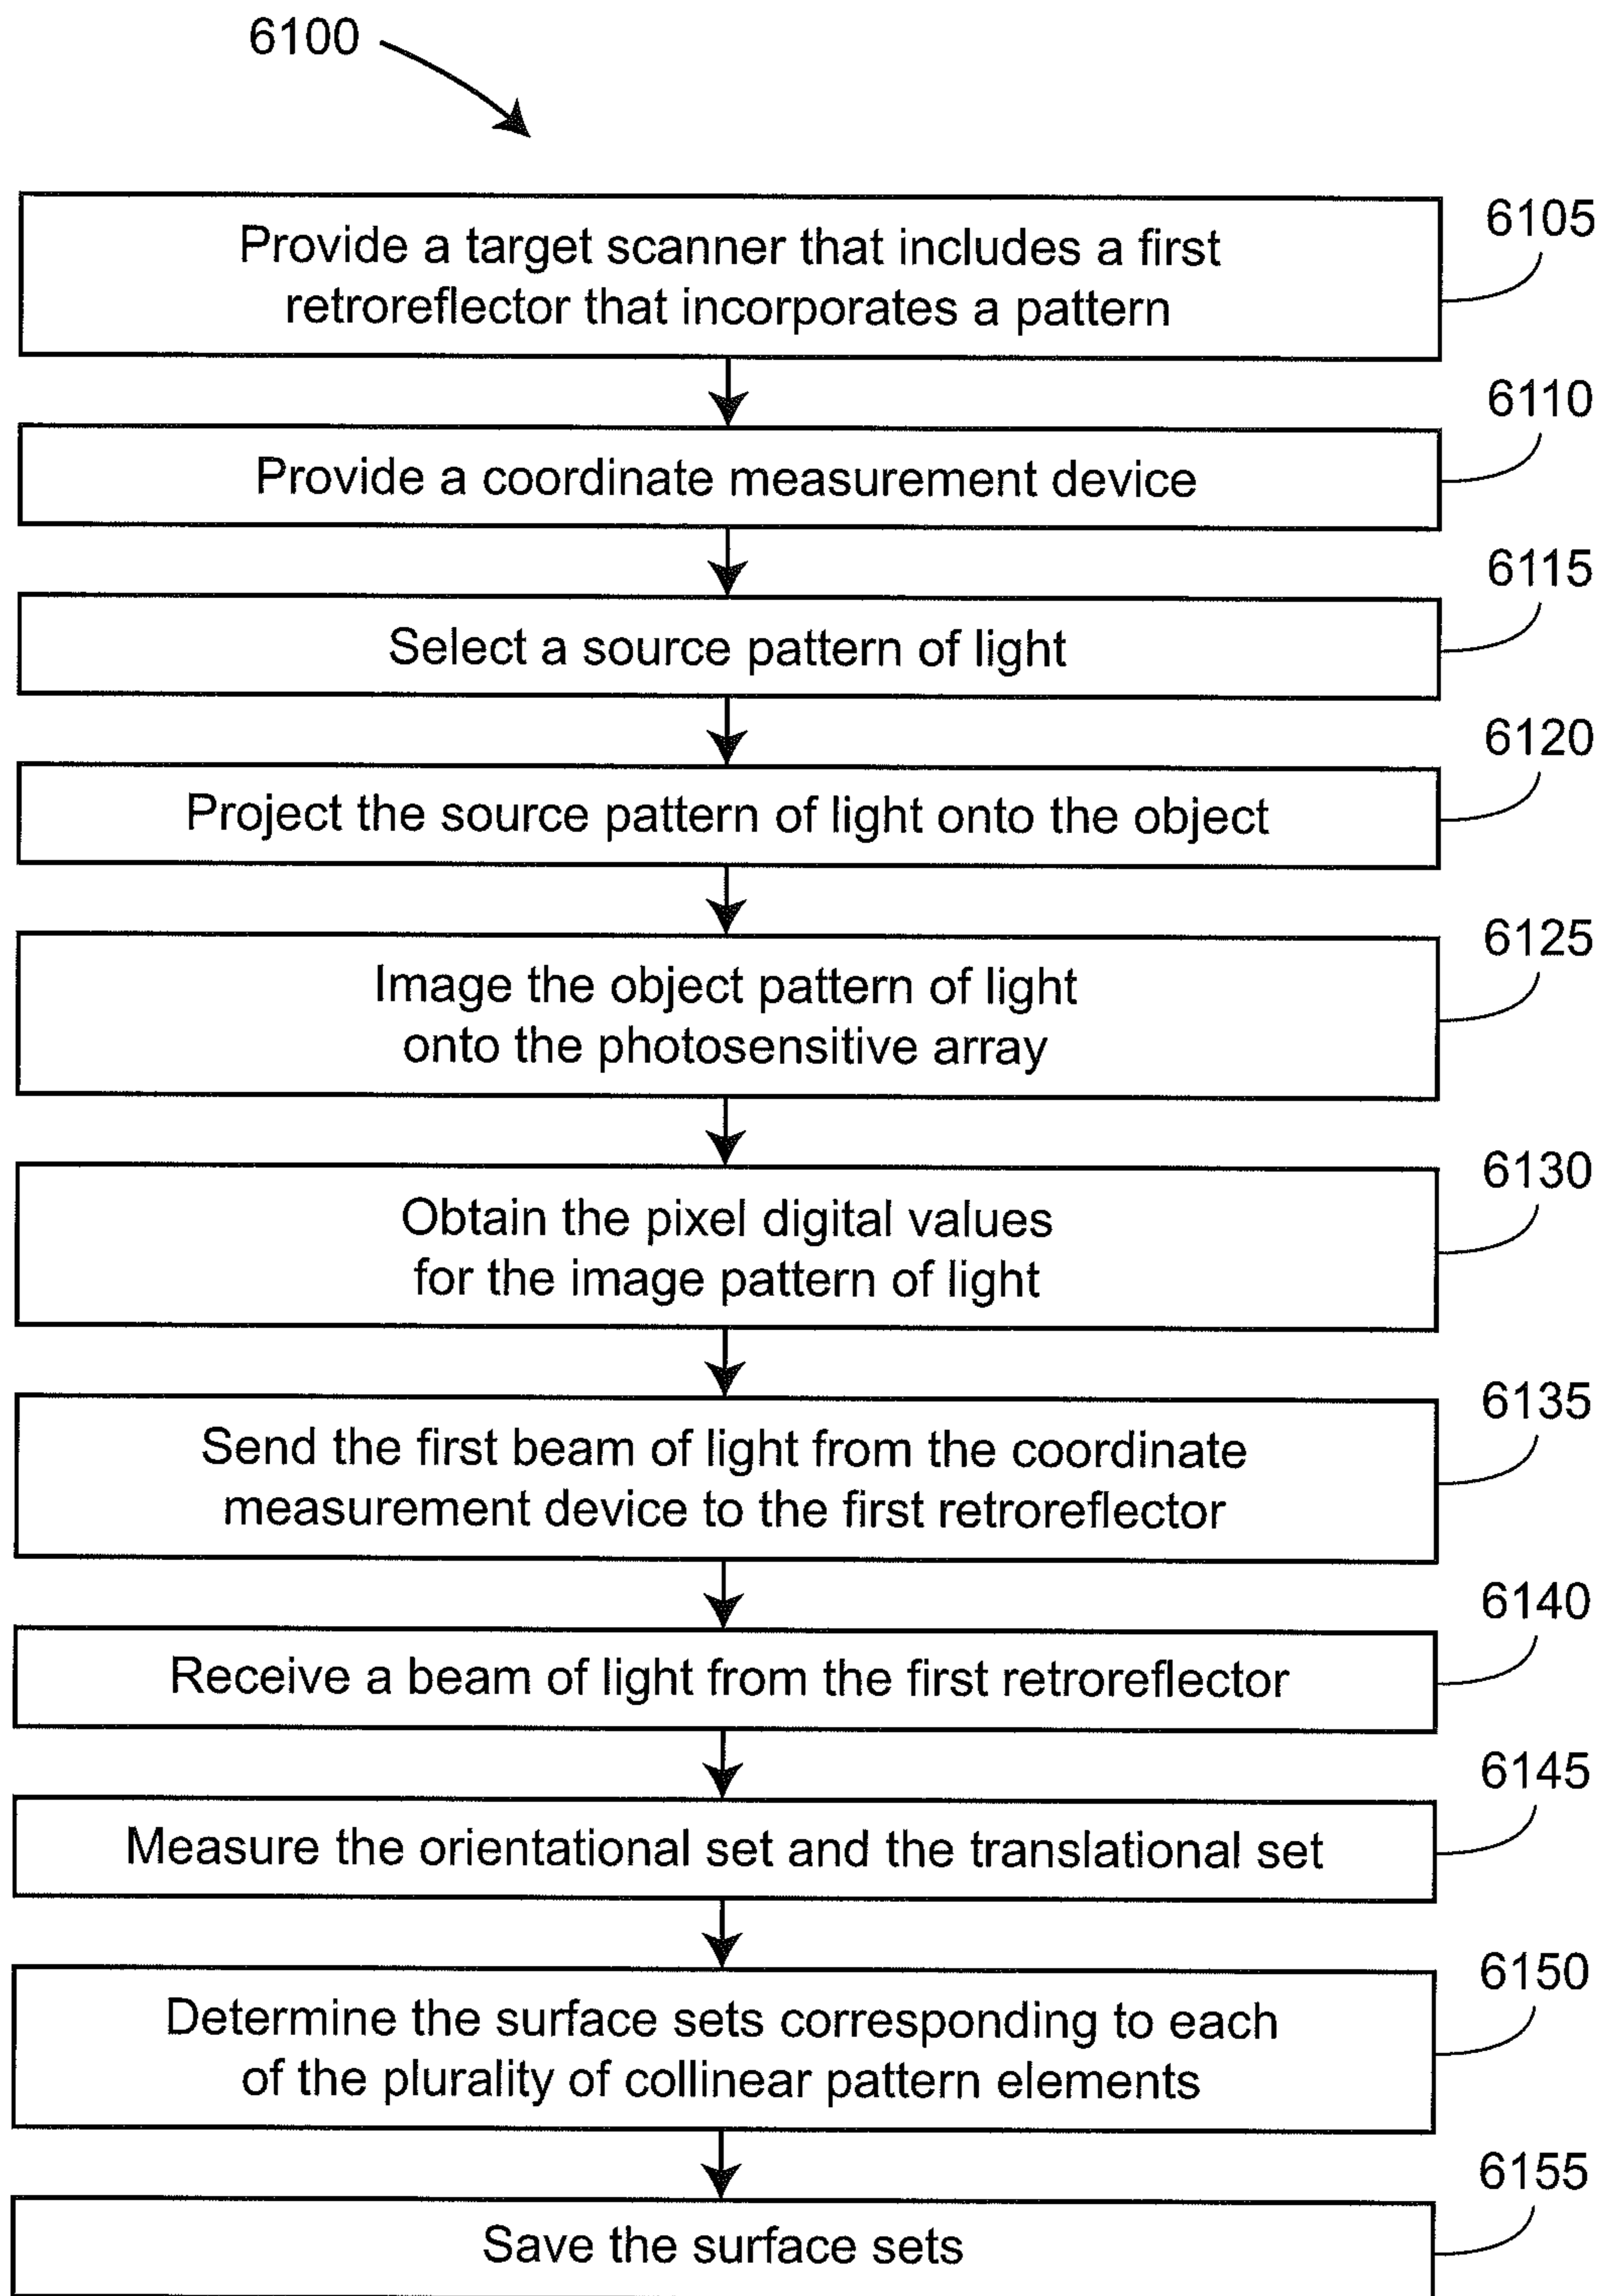 6100
6105
Provide a target scanner that includes a first
retroreflector that incorporates a pattern
6110
Provide a coordinate measurement device
6115
Select a source pattern of light
6120
Project the source pattern of light onto the object
6125
Image the object pattern of light
onto the photosensitive array
6130
Obtain the pixel digital values
for the image pattern of light
6135
Send the first beam of light from the coordinate
measurement device to the first retroreflector
6140
Receive a beam of light from the first retroreflector
6145
Measure the orientational set and the translational set
6150
Determine the surface sets corresponding to each
of the plurality of collinear pattern elements
6155
Save the surface sets